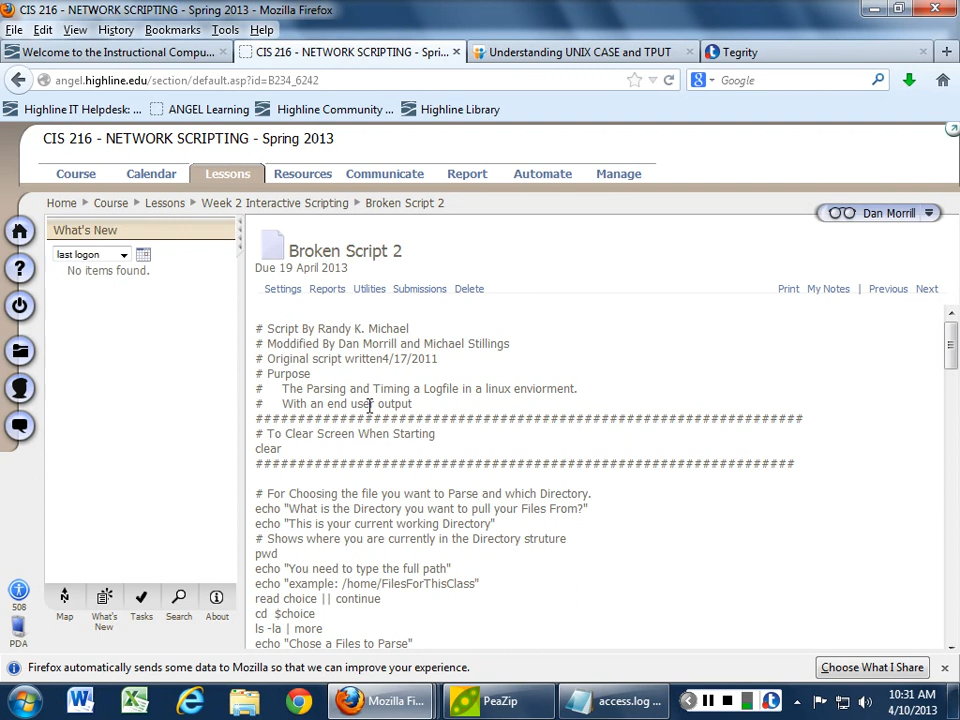 CIS 216 - NETWORK SCRIPTING - Spring 2013 - Mozilla Firefox
File Edit View History Bookmarks Tools Help
Welcome to the Instructional Compu...
CIS 216 - NETWORK SCRIPTING - Spri...
Understanding UNIX CASE and TPUT
Tegrity
angel.highline.edu/section/default.asp?id=B234_6242
Google
Highline IT Helpdesk: ... ANGEL Learning Highline Community ... Highline Library
CIS 216 - NETWORK SCRIPTING - Spring 2013
Course Calendar Lessons Resources Communicate Report Automate Manage
Home Course Lessons Week 2 Interactive Scripting Broken Script 2
Dan Morrill
What's New
last logon
No items found.
Broken Script 2
Due 19 April 2013
Settings Reports Utilities Submissions Delete
Print My Notes | Previous Next
# Script By Randy K. Michael
# Moddified By Dan Morrill and Michael Stillings
# Original script written4/17/2011
# Purpose
# The Parsing and Timing a Logfile in a linux enviorment.
# With an end user output
#################################################################
# To Clear Screen When Starting
clear
################################################################
# For Choosing the file you want to Parse and which Directory.
echo "What is the Directory you want to pull your Files From?"
echo "This is your current working Directory"
# Shows where you are currently in the Directory struture
pwd
echo "You need to type the full path"
echo "example: /home/FilesForThisClass"
read choice || continue
cd $choice
ls -la | more
echo "Chose a Files to Parse"
508
PDA
Map What's New Tasks Search About
Firefox automatically sends some data to Mozilla so that we can improve your experience.
Choose What I Share
Mozilla Fi...
PeaZip
access.log ...
10:31 AM
4/10/2013